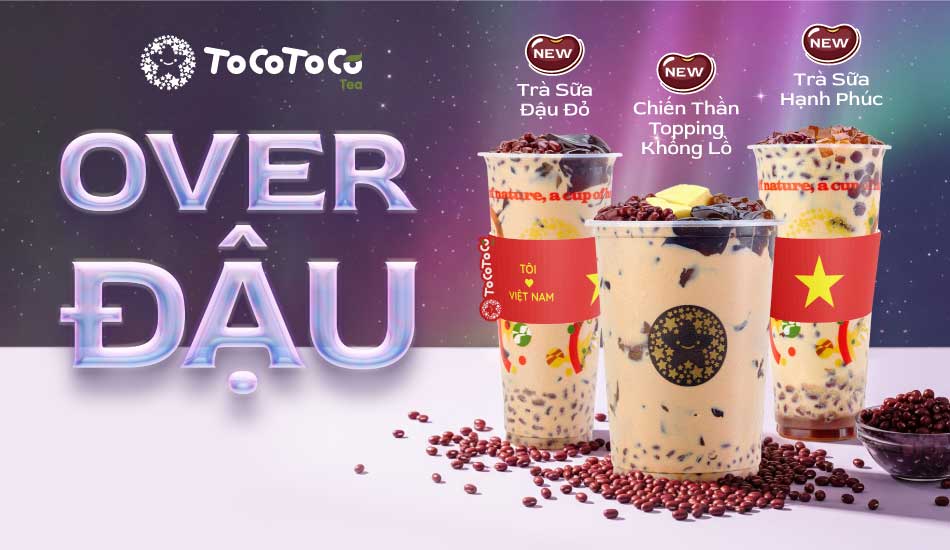 ToCoToCo
Tea
OVER
ĐẬU
NEW
Trà Sữa
Đậu Đỏ
NEW
Chiến Thần
Topping
Khổng Lồ
NEW
Trà Sữa
Hạnh Phúc
of nature, a cup of
of nature, a cup of
ToCoToCo
TÔI
VIỆT NAM